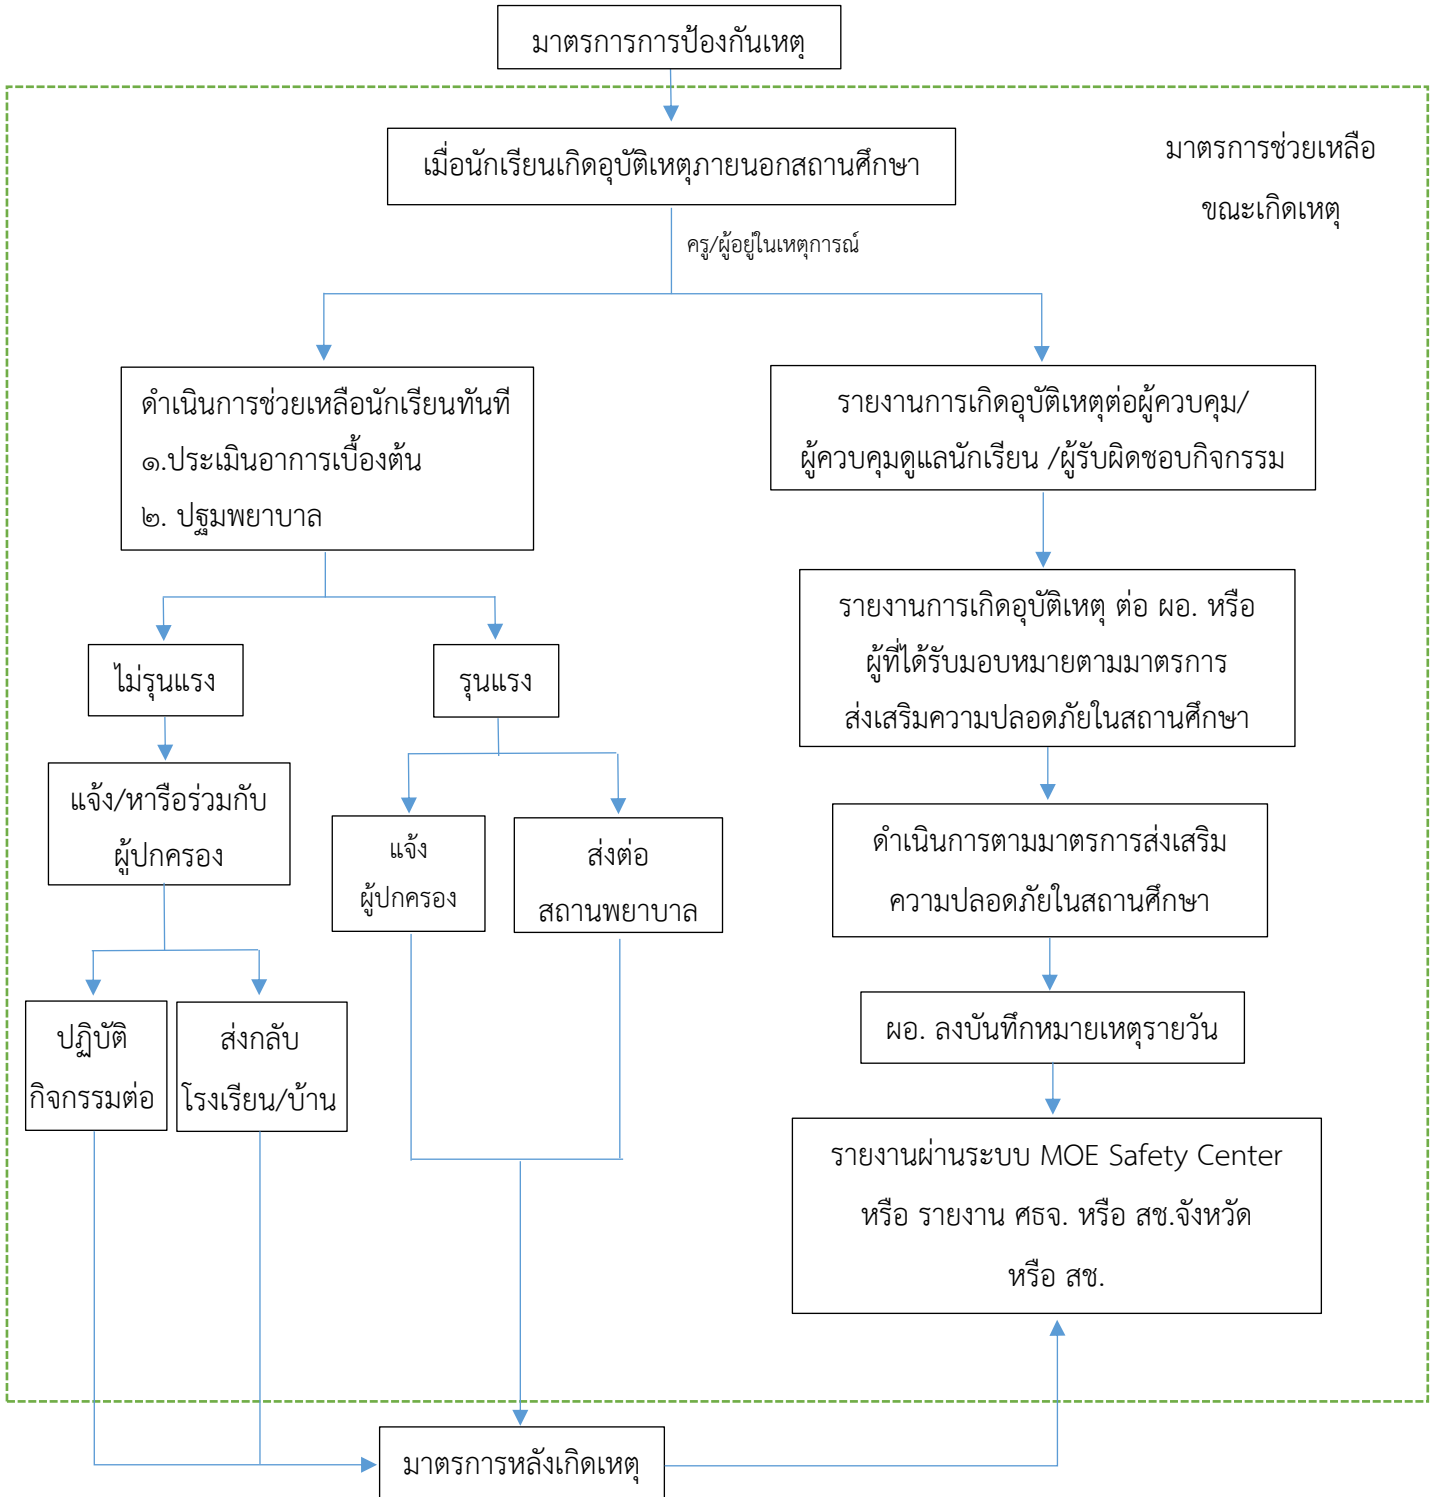 มาตรการการป้องกันเหตุ
มาตรการช่วยเหลือ
ขณะเกิดเหตุ
เมื่อนักเรียนเกิดอุบัติเหตุภายนอกสถานศึกษา
ครู/ผู้อยู่ในเหตุการณ์
ดำเนินการช่วยเหลือนักเรียนทันที
๑.ประเมินอาการเบื้องต้น
๒. ปฐมพยาบาล
รายงานการเกิดอุบัติเหตุต่อผู้ควบคุม/
ผู้ควบคุมดูแลนักเรียน /ผู้รับผิดชอบกิจกรรม
ไม่รุนแรง
รุนแรง
รายงานการเกิดอุบัติเหตุ ต่อ ผอ. หรือ
ผู้ที่ได้รับมอบหมายตามมาตรการ
ส่งเสริมความปลอดภัยในสถานศึกษา
แจ้ง/หารือร่วมกับ
ผู้ปกครอง
แจ้ง
ผู้ปกครอง
ส่งต่อ
สถานพยาบาล
ดำเนินการตามมาตรการส่งเสริม
ความปลอดภัยในสถานศึกษา
ปฏิบัติ
กิจกรรมต่อ
ส่งกลับ
โรงเรียน/บ้าน
ผอ. ลงบันทึกหมายเหตุรายวัน
รายงานผ่านระบบ MOE Safety Center
หรือ รายงาน ศธจ. หรือ สช.จังหวัด
หรือ สช.
มาตรการหลังเกิดเหตุ